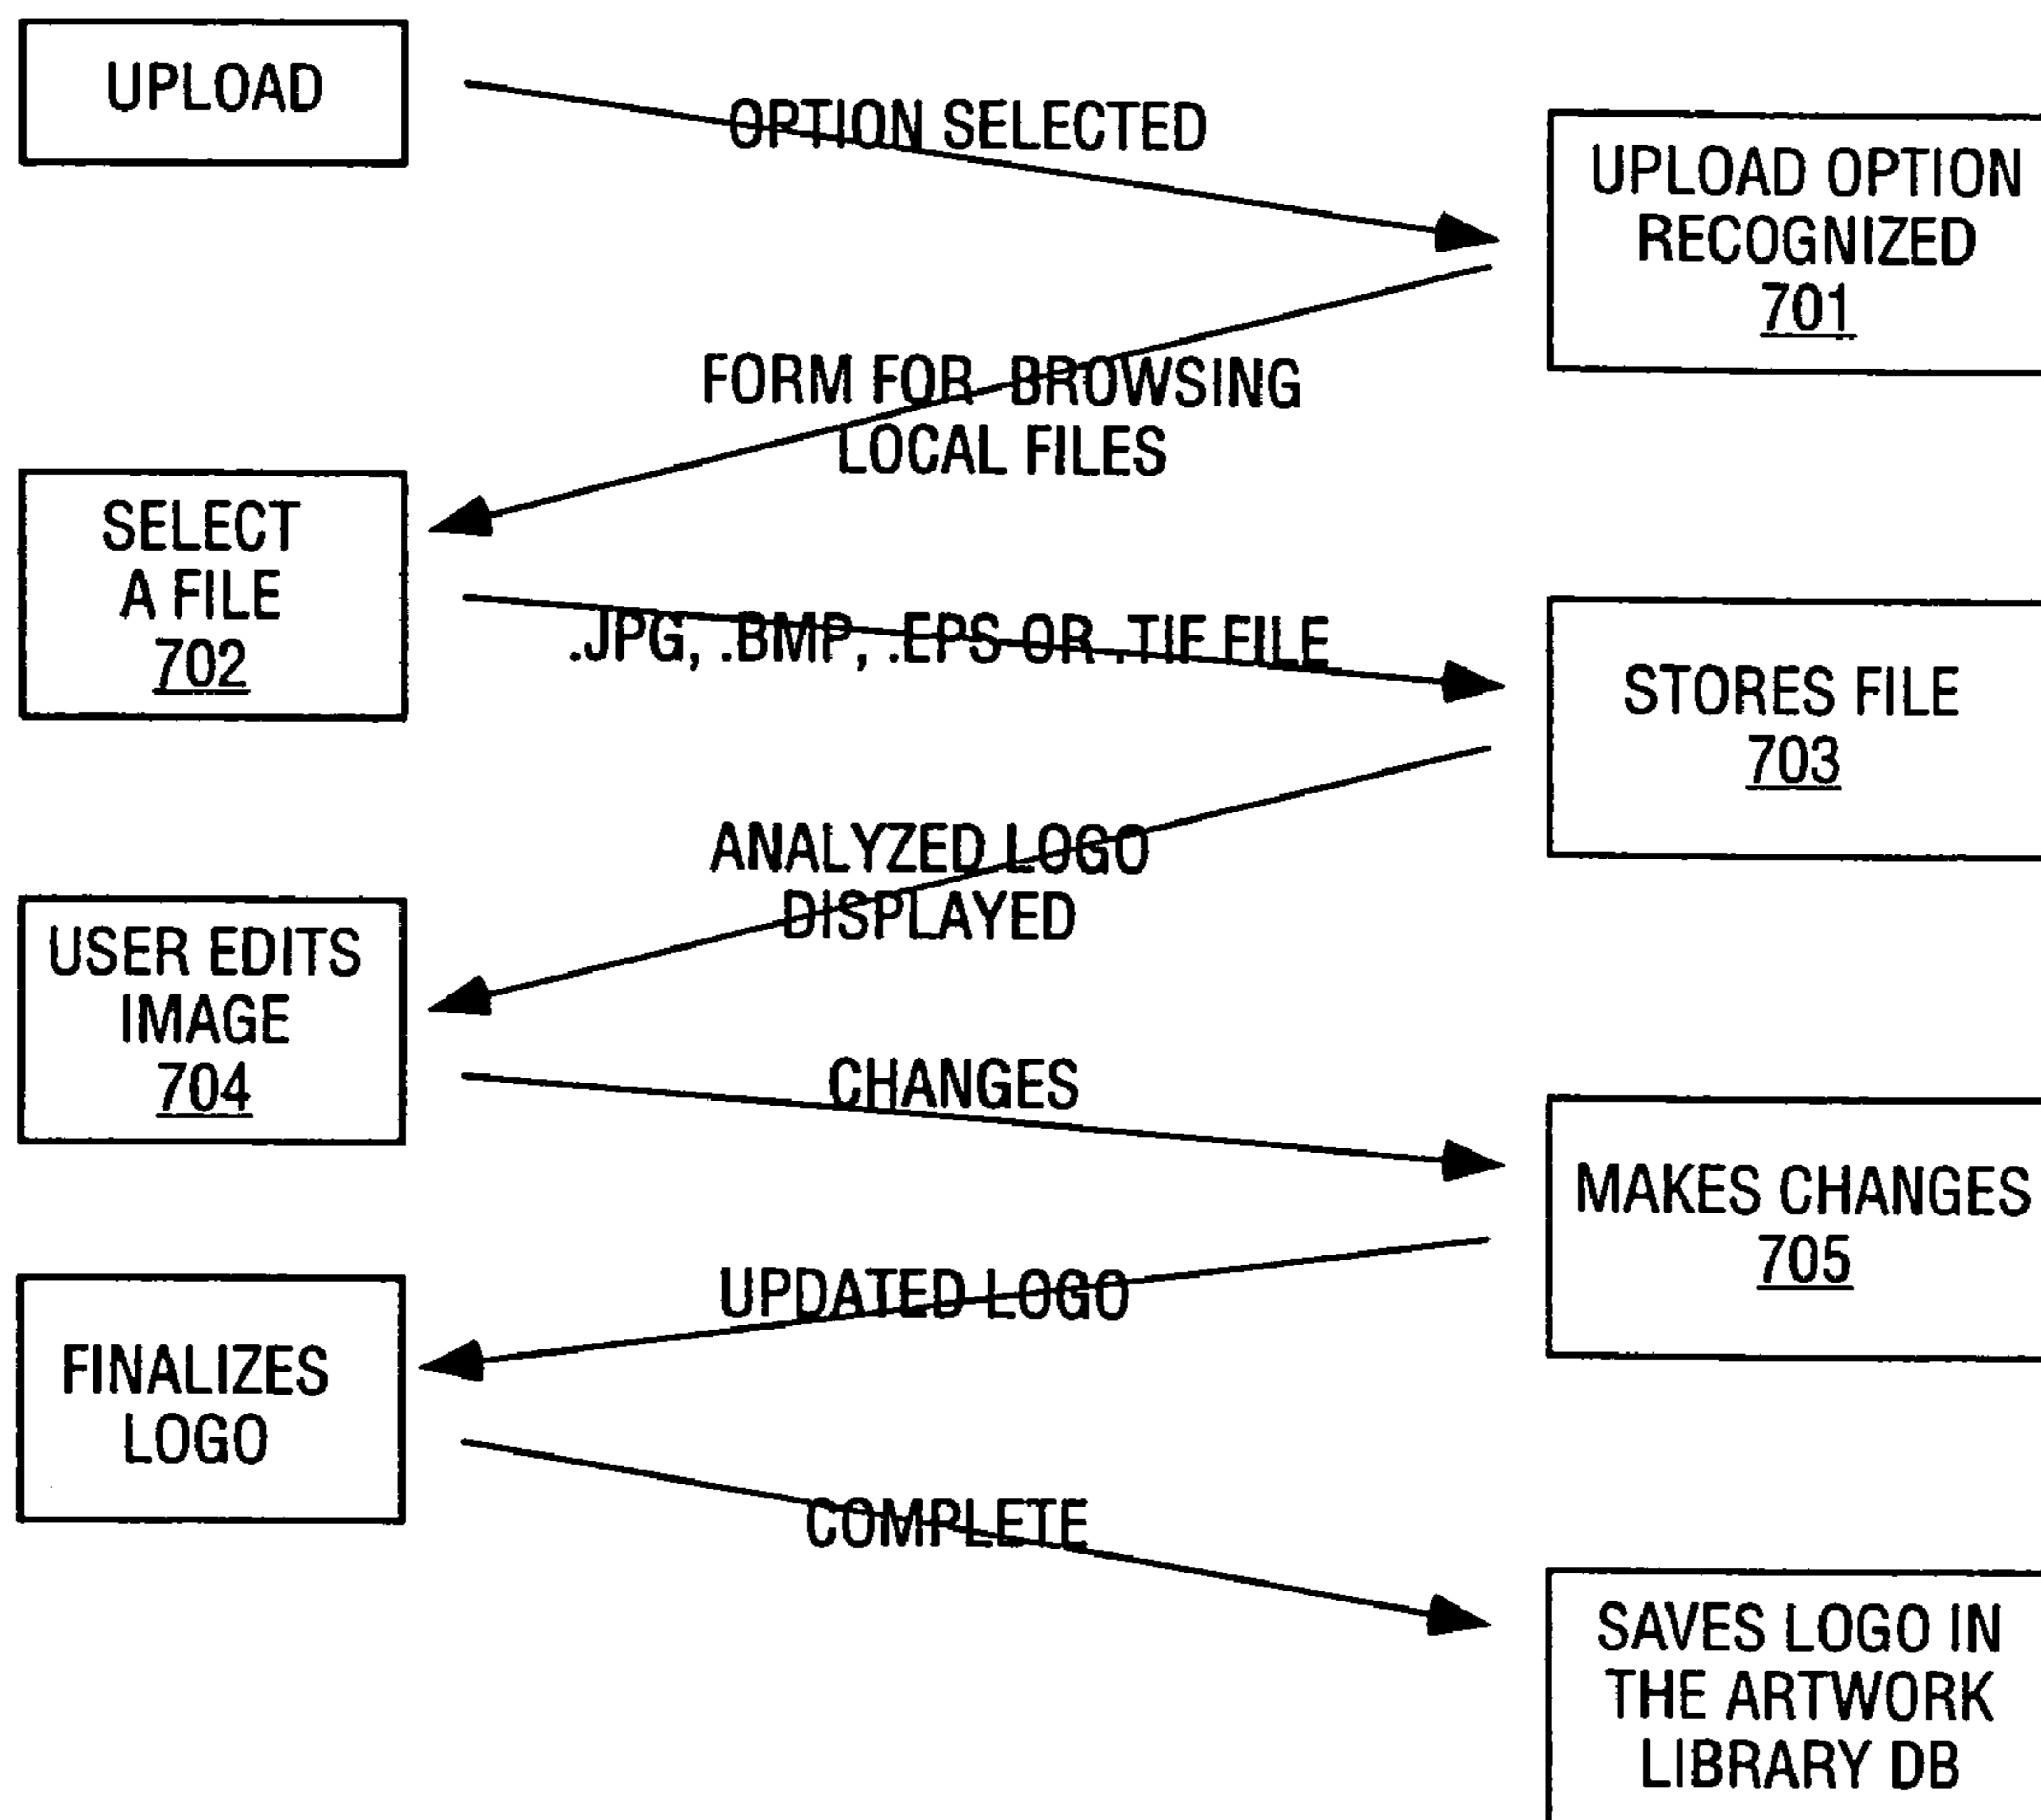 UPLOAD
OPTION SELECTED
UPLOAD OPTION
RECOGNIZED
701
FORM FOR BROWSING
LOCAL FILES
SELECT
A FILE
702
.JPG, .BMP, .EPS OR .TIF FILE
STORES FILE
703
ANALYZED LOGO
DISPLAYED
USER EDITS
IMAGE
704
CHANGES
MAKES CHANGES
705
UPDATED LOGO
FINALIZES
LOGO
COMPLETE
SAVES LOGO IN
THE ARTWORK
LIBRARY DB